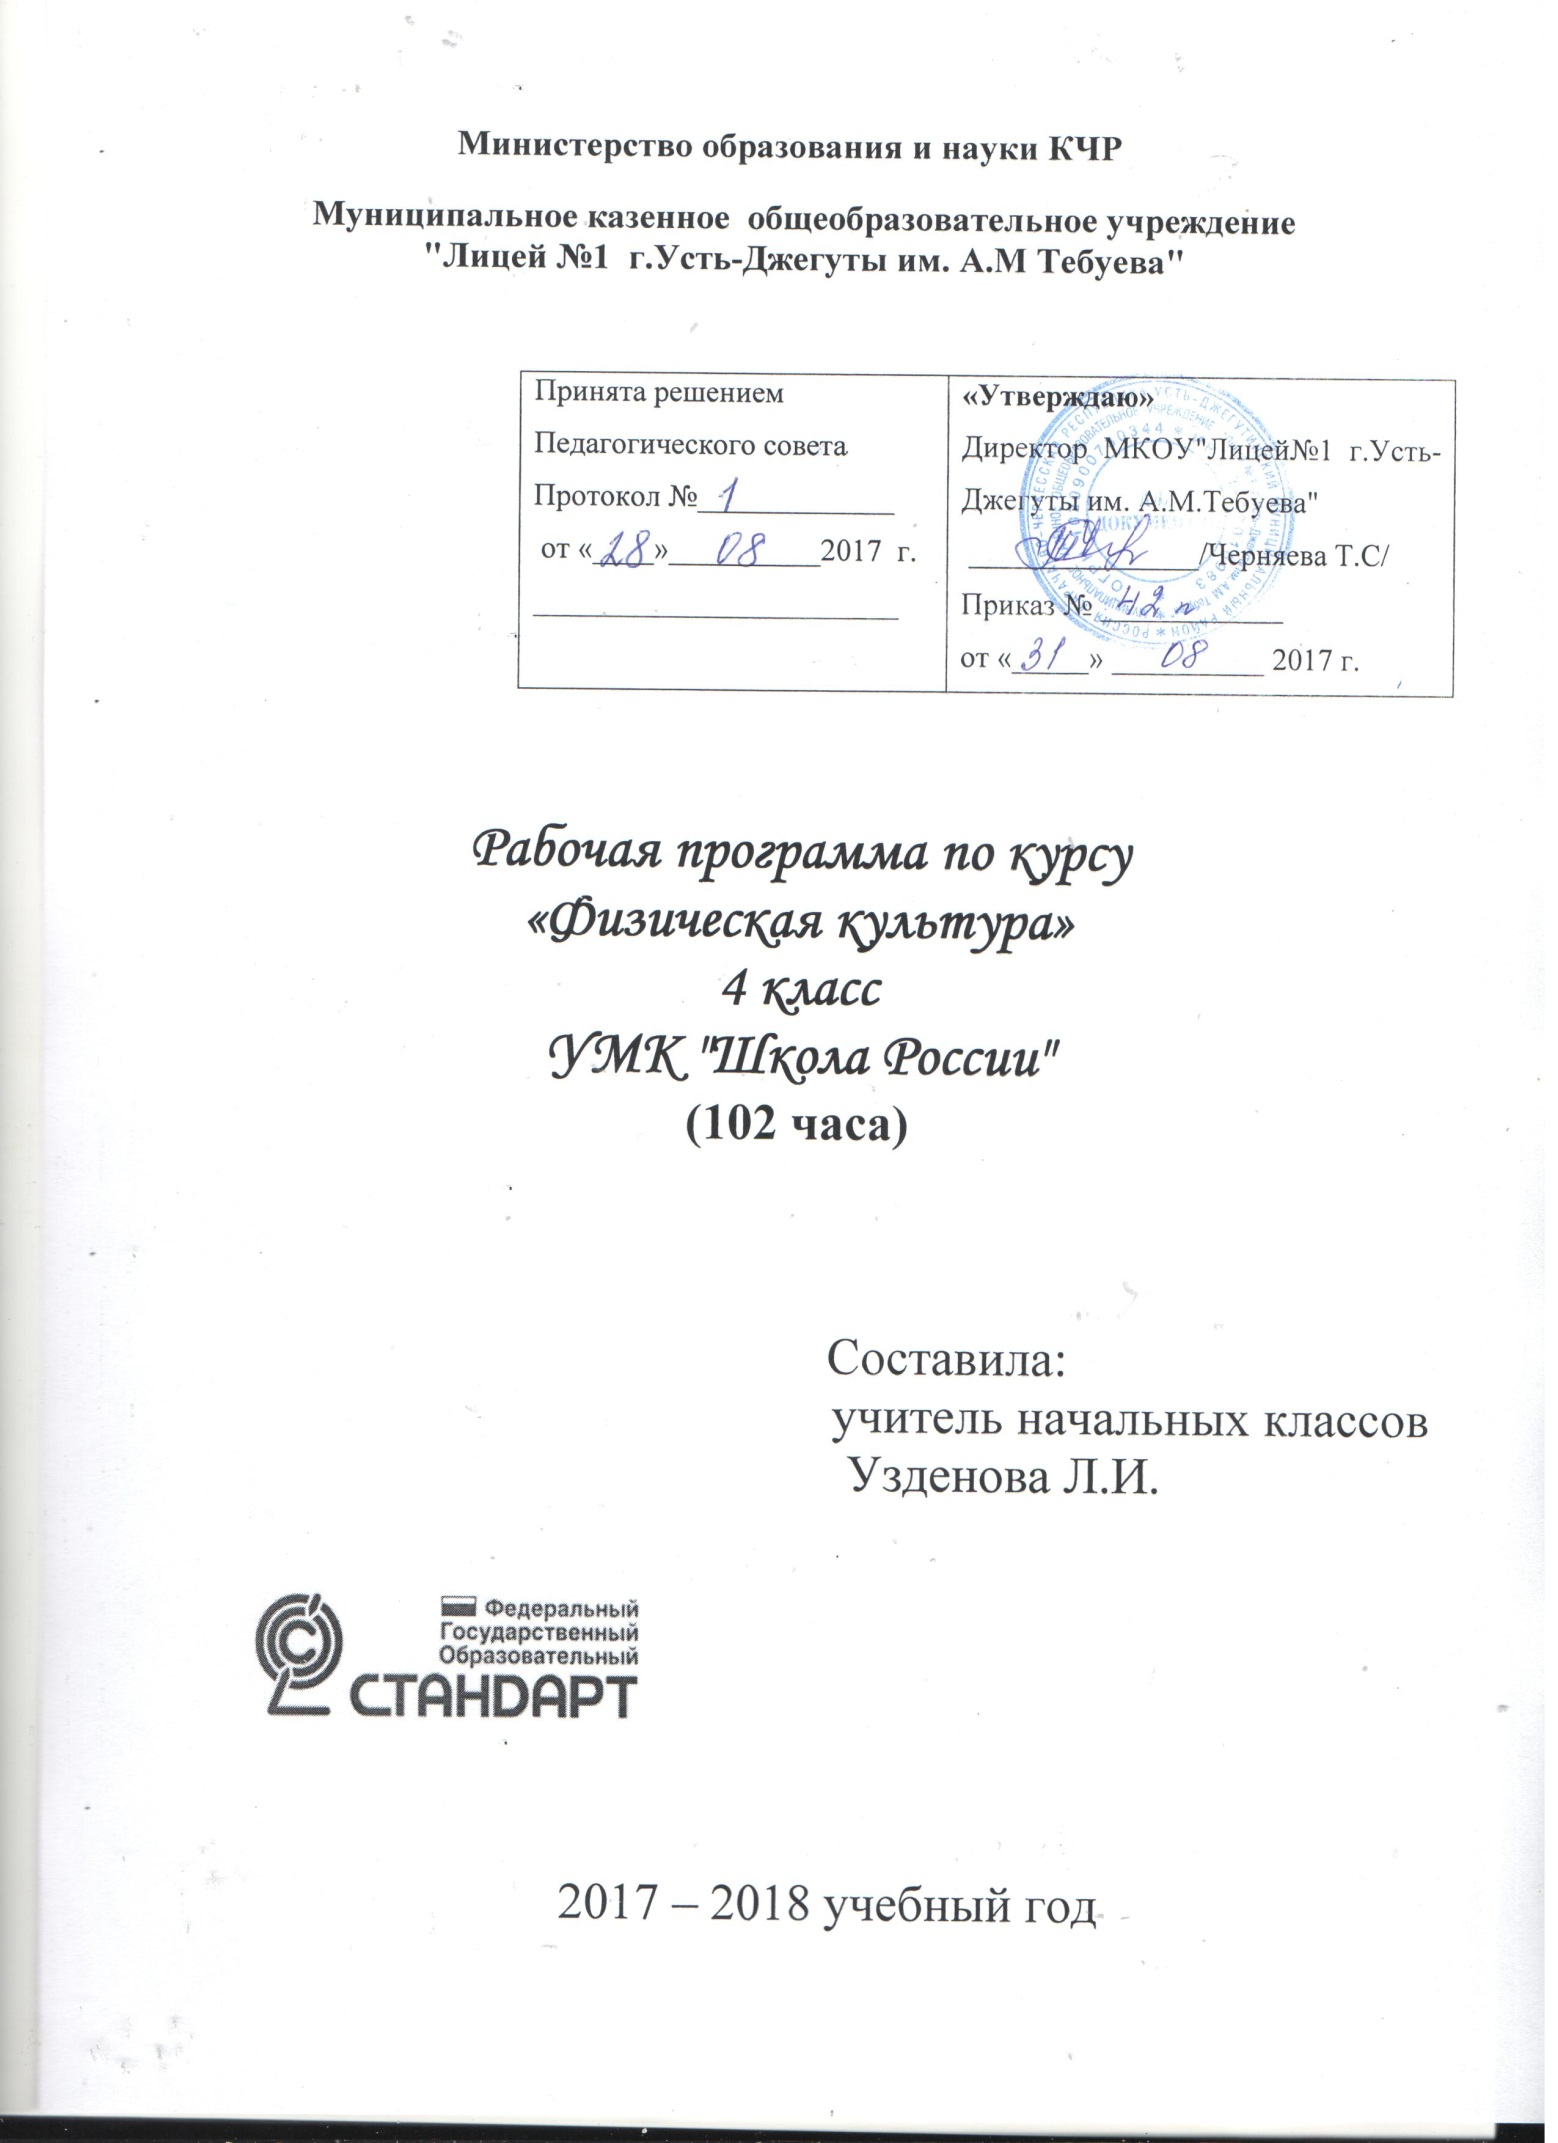 Министерство образования и науки КЧР
Муниципальное казенное общеобразовательное учреждение
"Лицей №1 г.Усть-Джегуты им. А.М Тебуева"
Принята решением
Педагогического совета
Протокол № 1
от «28» 08 2017 г.
«Утверждаю»
Директор МКОУ"Лицей№1 г.Усть-
Джегуты им. А.М.Тебуева"
/Черняева Т.С/
Приказ № 42
от «31» 08 2017 г.
Рабочая программа по курсу
«Физическая культура»
4 класс
УМК "Школа России"
(102 часа)
Составила:
учитель начальных классов
Узденова Л.И.
Федеральный
Государственный
Образовательный
СТАНДАРТ
2017 – 2018 учебный год